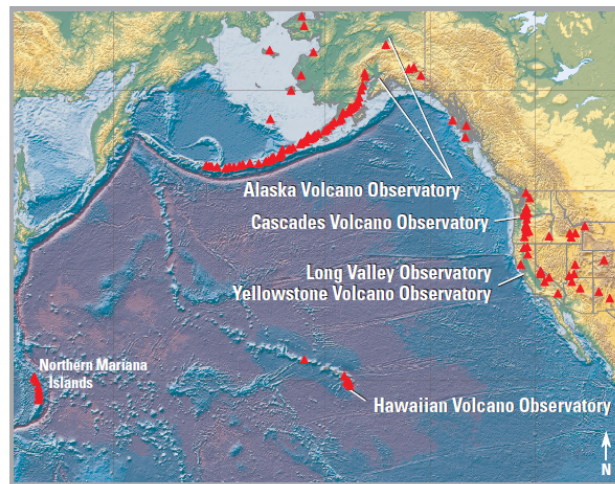 Alaska Volcano Observatory
Cascades Volcano Observatory
Long Valley Observatory
Yellowstone Volcano Observatory
Northern Mariana
Islands
Hawaiian Volcano Observatory
N